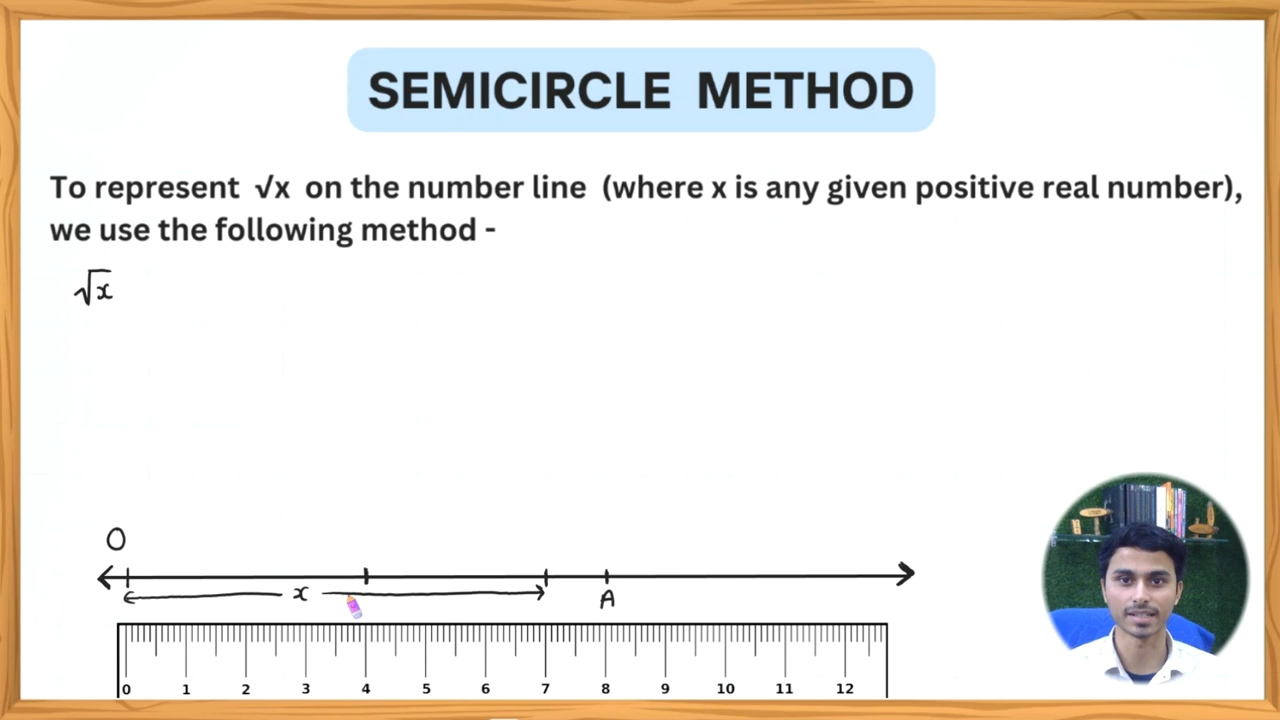 SEMICIRCLE METHOD
To represent √x on the number line (where x is any given positive real number),
we use the following method -
√x
O
x
A
0 1 2 3 4 5 6 7 8 9 10 11 12